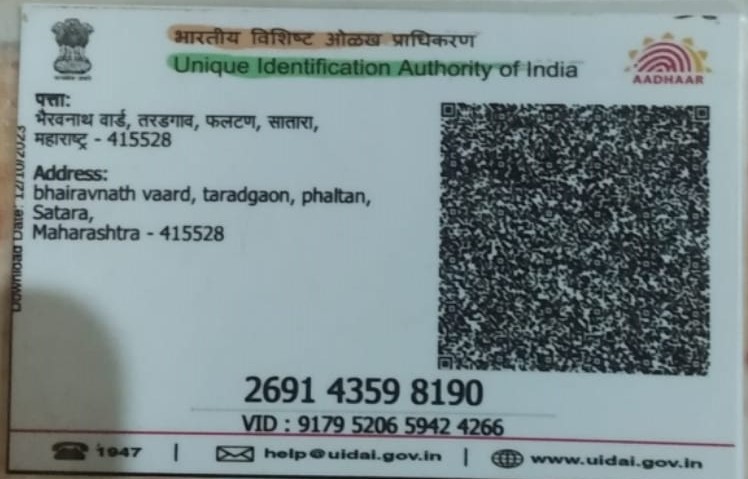 भारतीय विशिष्ट ओळख प्राधिकरण
Unique Identification Authority of India
AADHAAR
पत्ता:
भैरवनाथ वार्ड, तरडगाव, फलटण, सातारा,
महाराष्ट्र - 415528
Address:
bhairavnath vaard, taradgaon, phaltan,
Satara,
Maharashtra - 415528
Download Date: 12/10/2023
2691 4359 8190
VID : 9179 5206 5942 4266
1947 | help@uidai.gov.in | www.uidai.gov.in